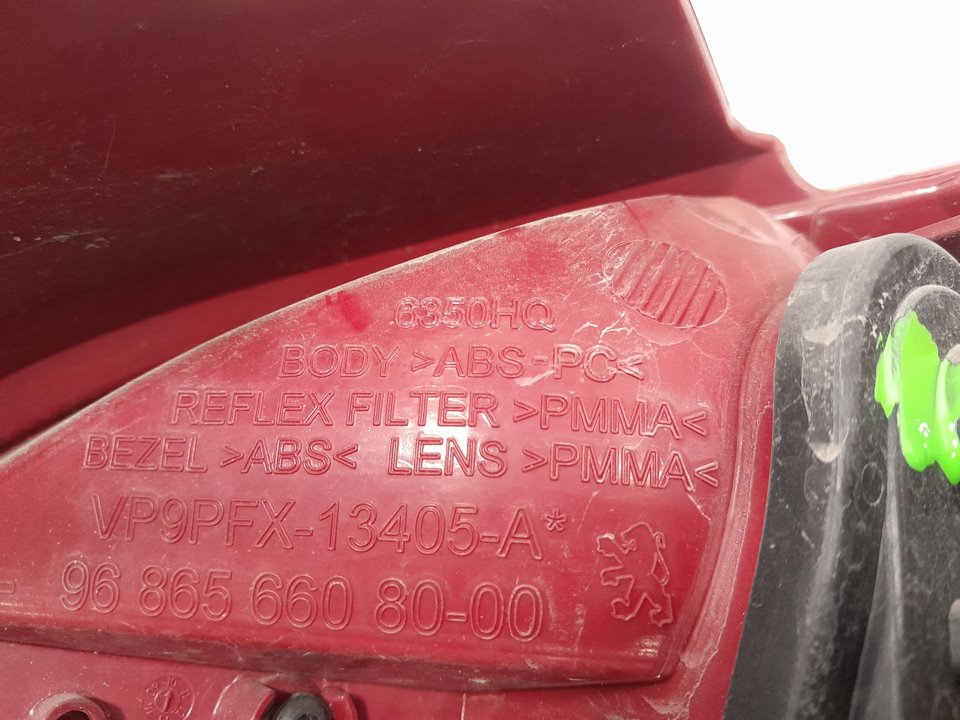 6350HQ
BODY >ABS-PC<
REFLEX FILTER >PMMA<
BEZEL >ABS< LENS >PMMA<
VP9PFX-13405-A*
96 865 660 80-00